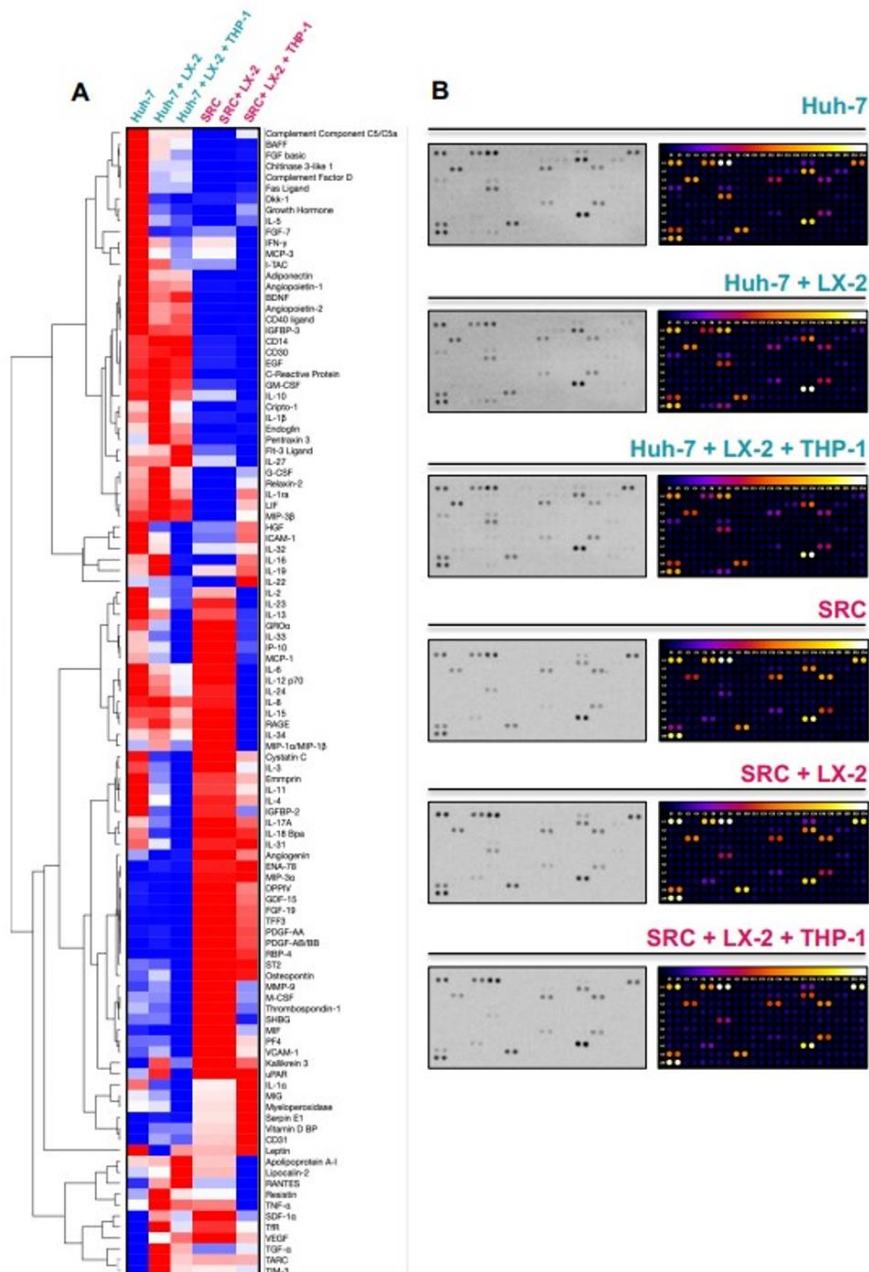 A
Huh-7
Huh-7 + LX-2
Huh-7 + LX-2 + THP-1
SRC
SRC+ LX-2
SRC+ LX-2 + THP-1
Complement Component C5/C5a
BAFF
FGF basic
Chitinase 3-like 1
Complement Factor D
Fas Ligand
Dkk-1
Growth Hormone
IL-5
FGF-7
IFN-γ
MCP-3
I-TAC
Adiponectin
Angiopoietin-1
BDNF
Angiopoietin-2
CD40 ligand
IGFBP-3
CD14
CD30
EGF
C-Reactive Protein
GM-CSF
IL-10
Cripto-1
IL-1β
Endoglin
Pentraxin 3
Flt-3 Ligand
IL-27
G-CSF
Relaxin-2
IL-1ra
LIF
MIP-3β
HGF
ICAM-1
IL-32
IL-16
IL-19
IL-22
IL-2
IL-23
IL-13
GROα
IL-33
IP-10
MCP-1
IL-6
IL-12 p70
IL-24
IL-8
IL-15
RAGE
IL-34
MIP-1α/MIP-1β
Cystatin C
IL-3
Emmprin
IL-11
IL-4
IGFBP-2
IL-17A
IL-18 Bpa
IL-31
Angiogenin
ENA-78
MIP-3α
DPPIV
GDF-15
FGF-19
TFF3
PDGF-AA
PDGF-AB/BB
RBP-4
ST2
Osteopontin
MMP-9
M-CSF
Thrombospondin-1
SHBG
MIF
PF4
VCAM-1
Kallikrein 3
uPAR
IL-1α
MIG
Myeloperoxidase
Serpin E1
Vitamin D BP
CD31
Leptin
Apolipoprotein A-I
Lipocalin-2
RANTES
Resistin
TNF-α
SDF-1α
TfR
VEGF
TGF-α
TARC
TIM-3
B
Huh-7
Huh-7 + LX-2
Huh-7 + LX-2 + THP-1
SRC
SRC + LX-2
SRC + LX-2 + THP-1